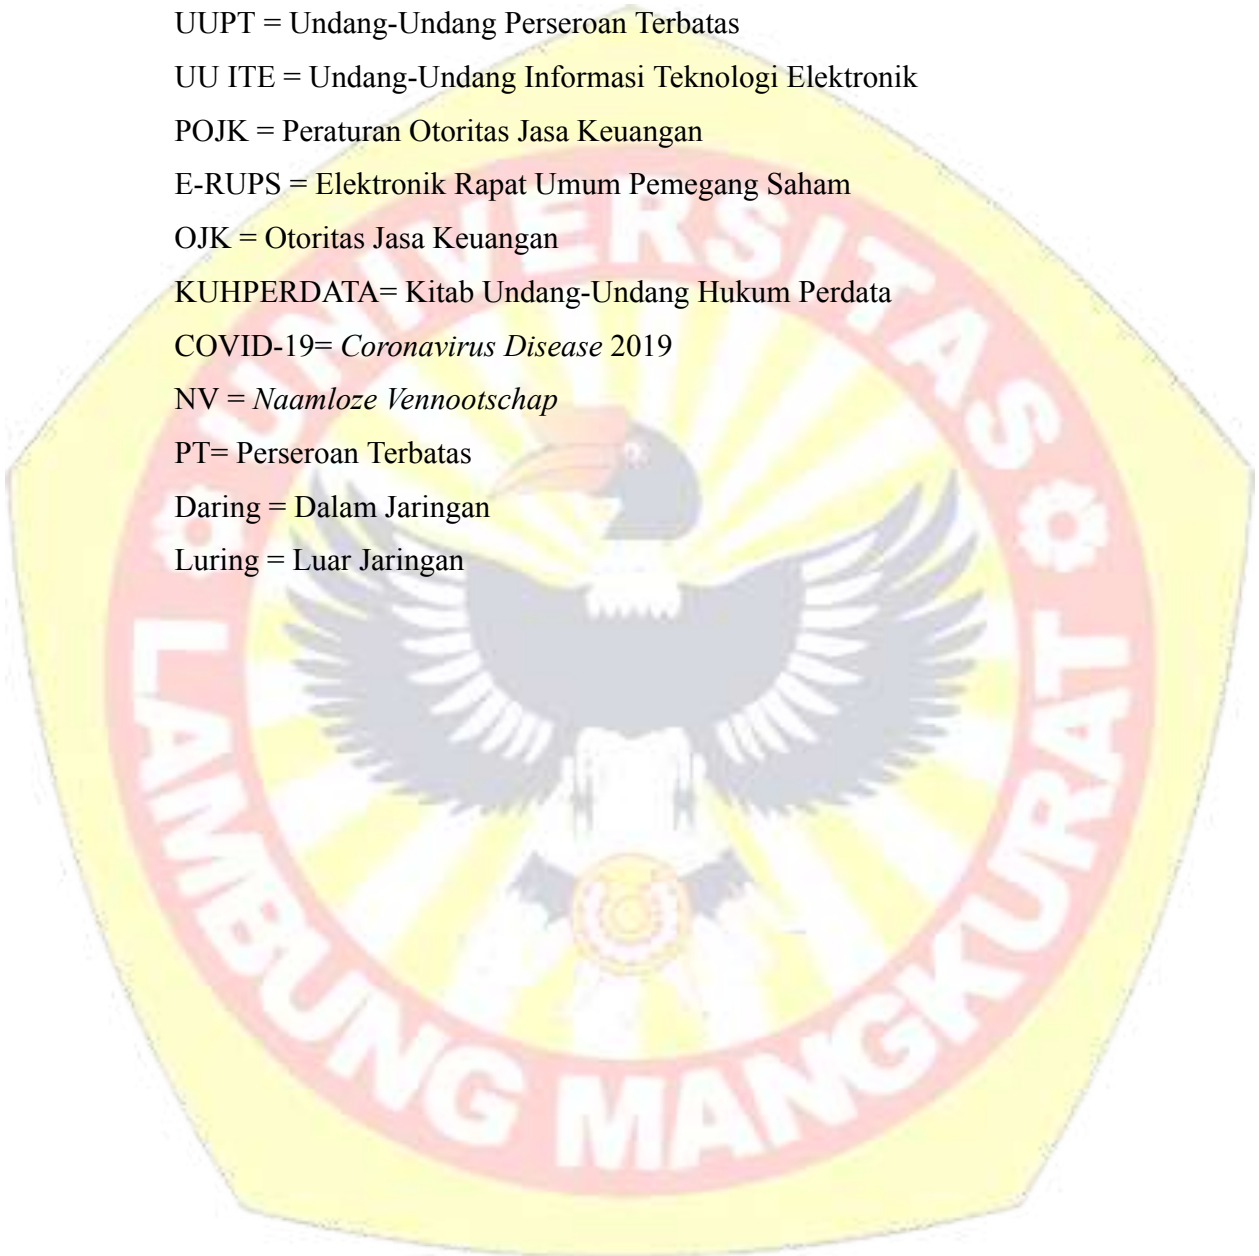 UUPT = Undang-Undang Perseroan Terbatas
UU ITE = Undang-Undang Informasi Teknologi Elektronik
POJK = Peraturan Otoritas Jasa Keuangan
E-RUPS = Elektronik Rapat Umum Pemegang Saham
OJK = Otoritas Jasa Keuangan
KUHPERDATA= Kitab Undang-Undang Hukum Perdata
COVID-19= Coronavirus Disease 2019
NV = Naamloze Vennootschap
PT= Perseroan Terbatas
Daring = Dalam Jaringan
Luring = Luar Jaringan
UNIVERSITAS
LAMBUNG MANGKURAT